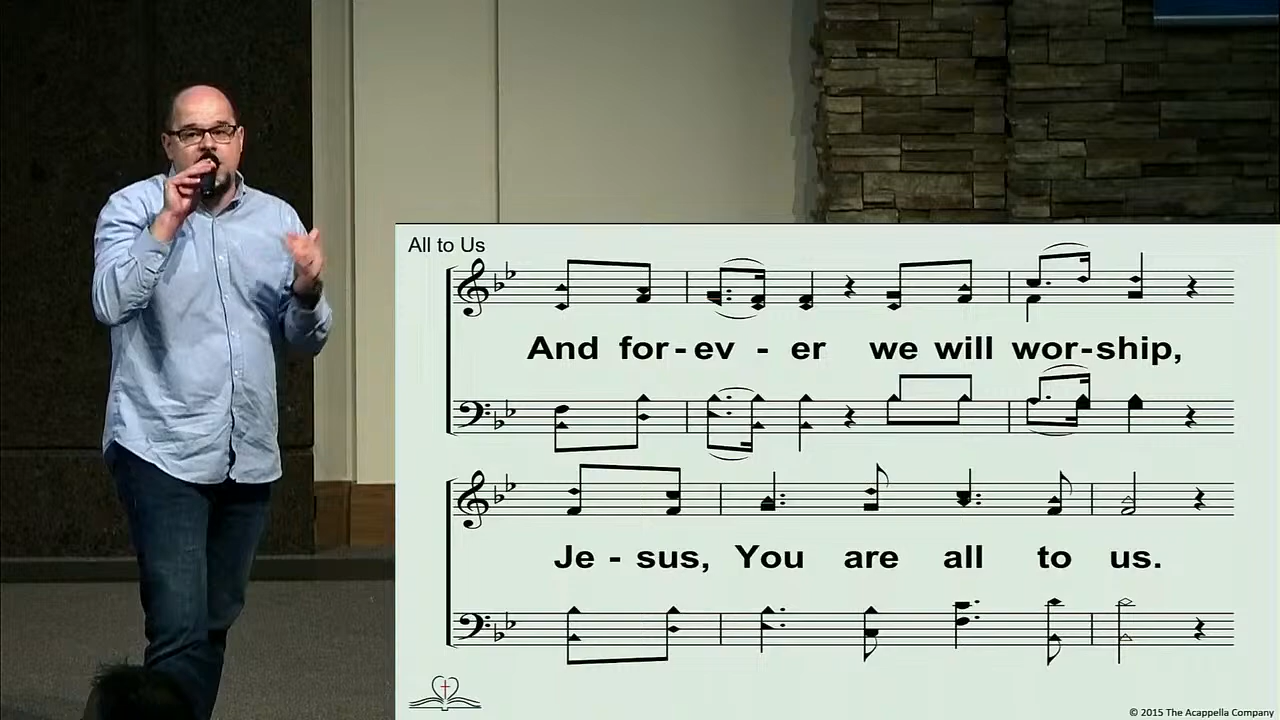 All to Us
And for-ev - er we will wor-ship,
Je - sus, You are all to us.
© 2015 The Acappella Company